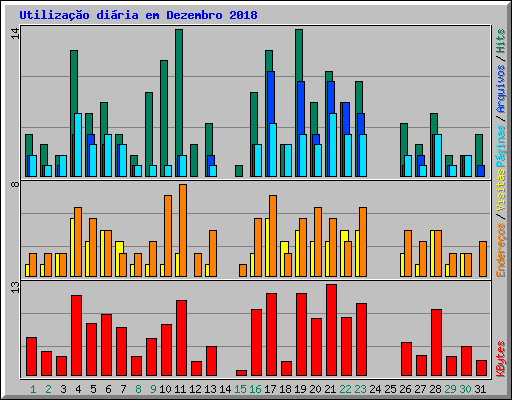 Utilização diária em Dezembro 2018
14
8
13
Endereços / Visitas Páginas / Arquivos / Hits
KBytes
1 2 3 4 5 6 7 8 9 10 11 12 13 14 15 16 17 18 19 20 21 22 23 24 25 26 27 28 29 30 31